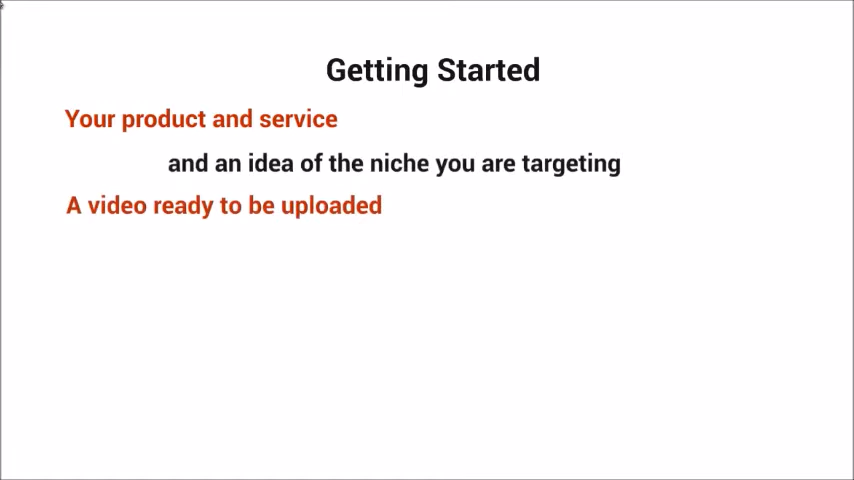 Getting Started
Your product and service
and an idea of the niche you are targeting
A video ready to be uploaded